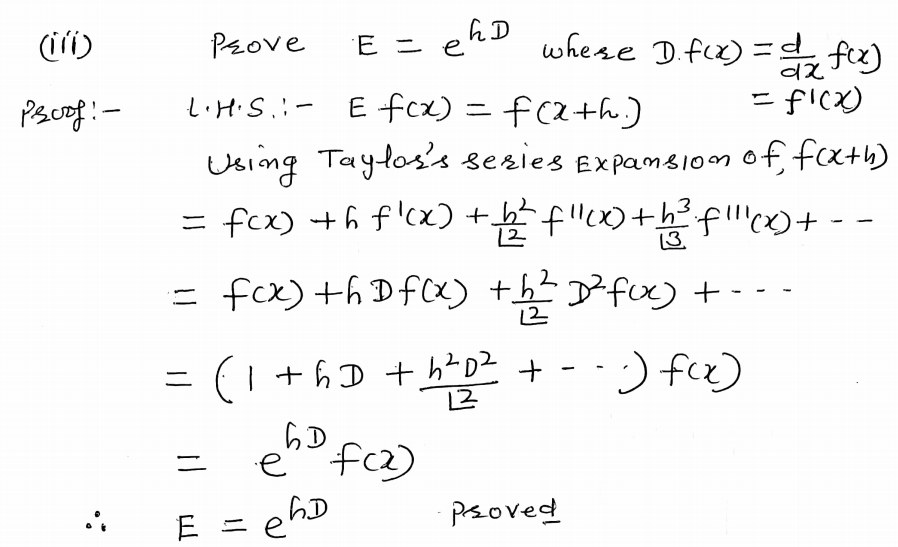 (iii) Prove E = e^{hD} where D.f(x) = d/dx f(x)
Proof:- L.H.S.:- E f(x) = f(x+h.) = f'(x)
Using Taylor's series Expansion of, f(x+h)
= f(x) + h f'(x) + h²/⌊2 f''(x) + h³/⌊3 f'''(x) + --
= f(x) + h D f(x) + h²/⌊2 D² f(x) + ----
= (1 + hD + h²D²/⌊2 + ---) f(x)
= e^{hD} f(x)
∴ E = e^{hD} Proved